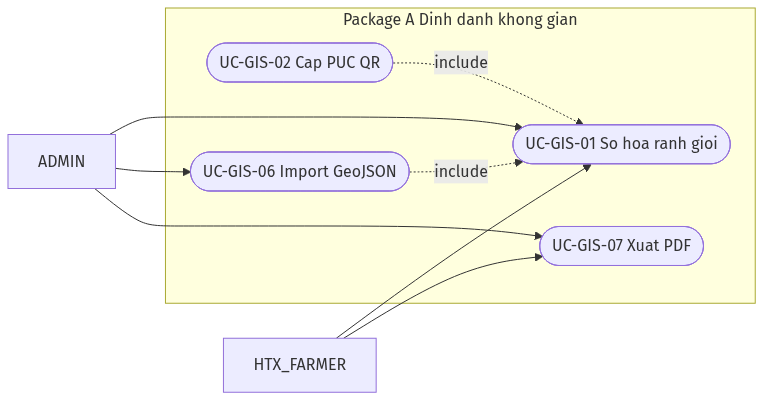 Package A Dinh danh khong gian
UC-GIS-02 Cap PUC QR
include
UC-GIS-01 So hoa ranh gioi
ADMIN
UC-GIS-06 Import GeoJSON
include
UC-GIS-07 Xuat PDF
HTX_FARMER